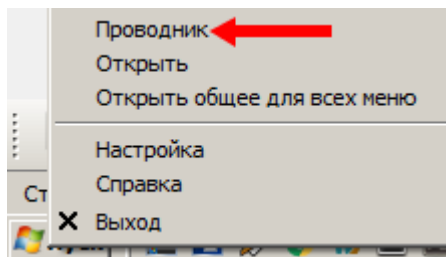 Проводник
Открыть
Открыть общее для всех меню
Настройка
Справка
Выход